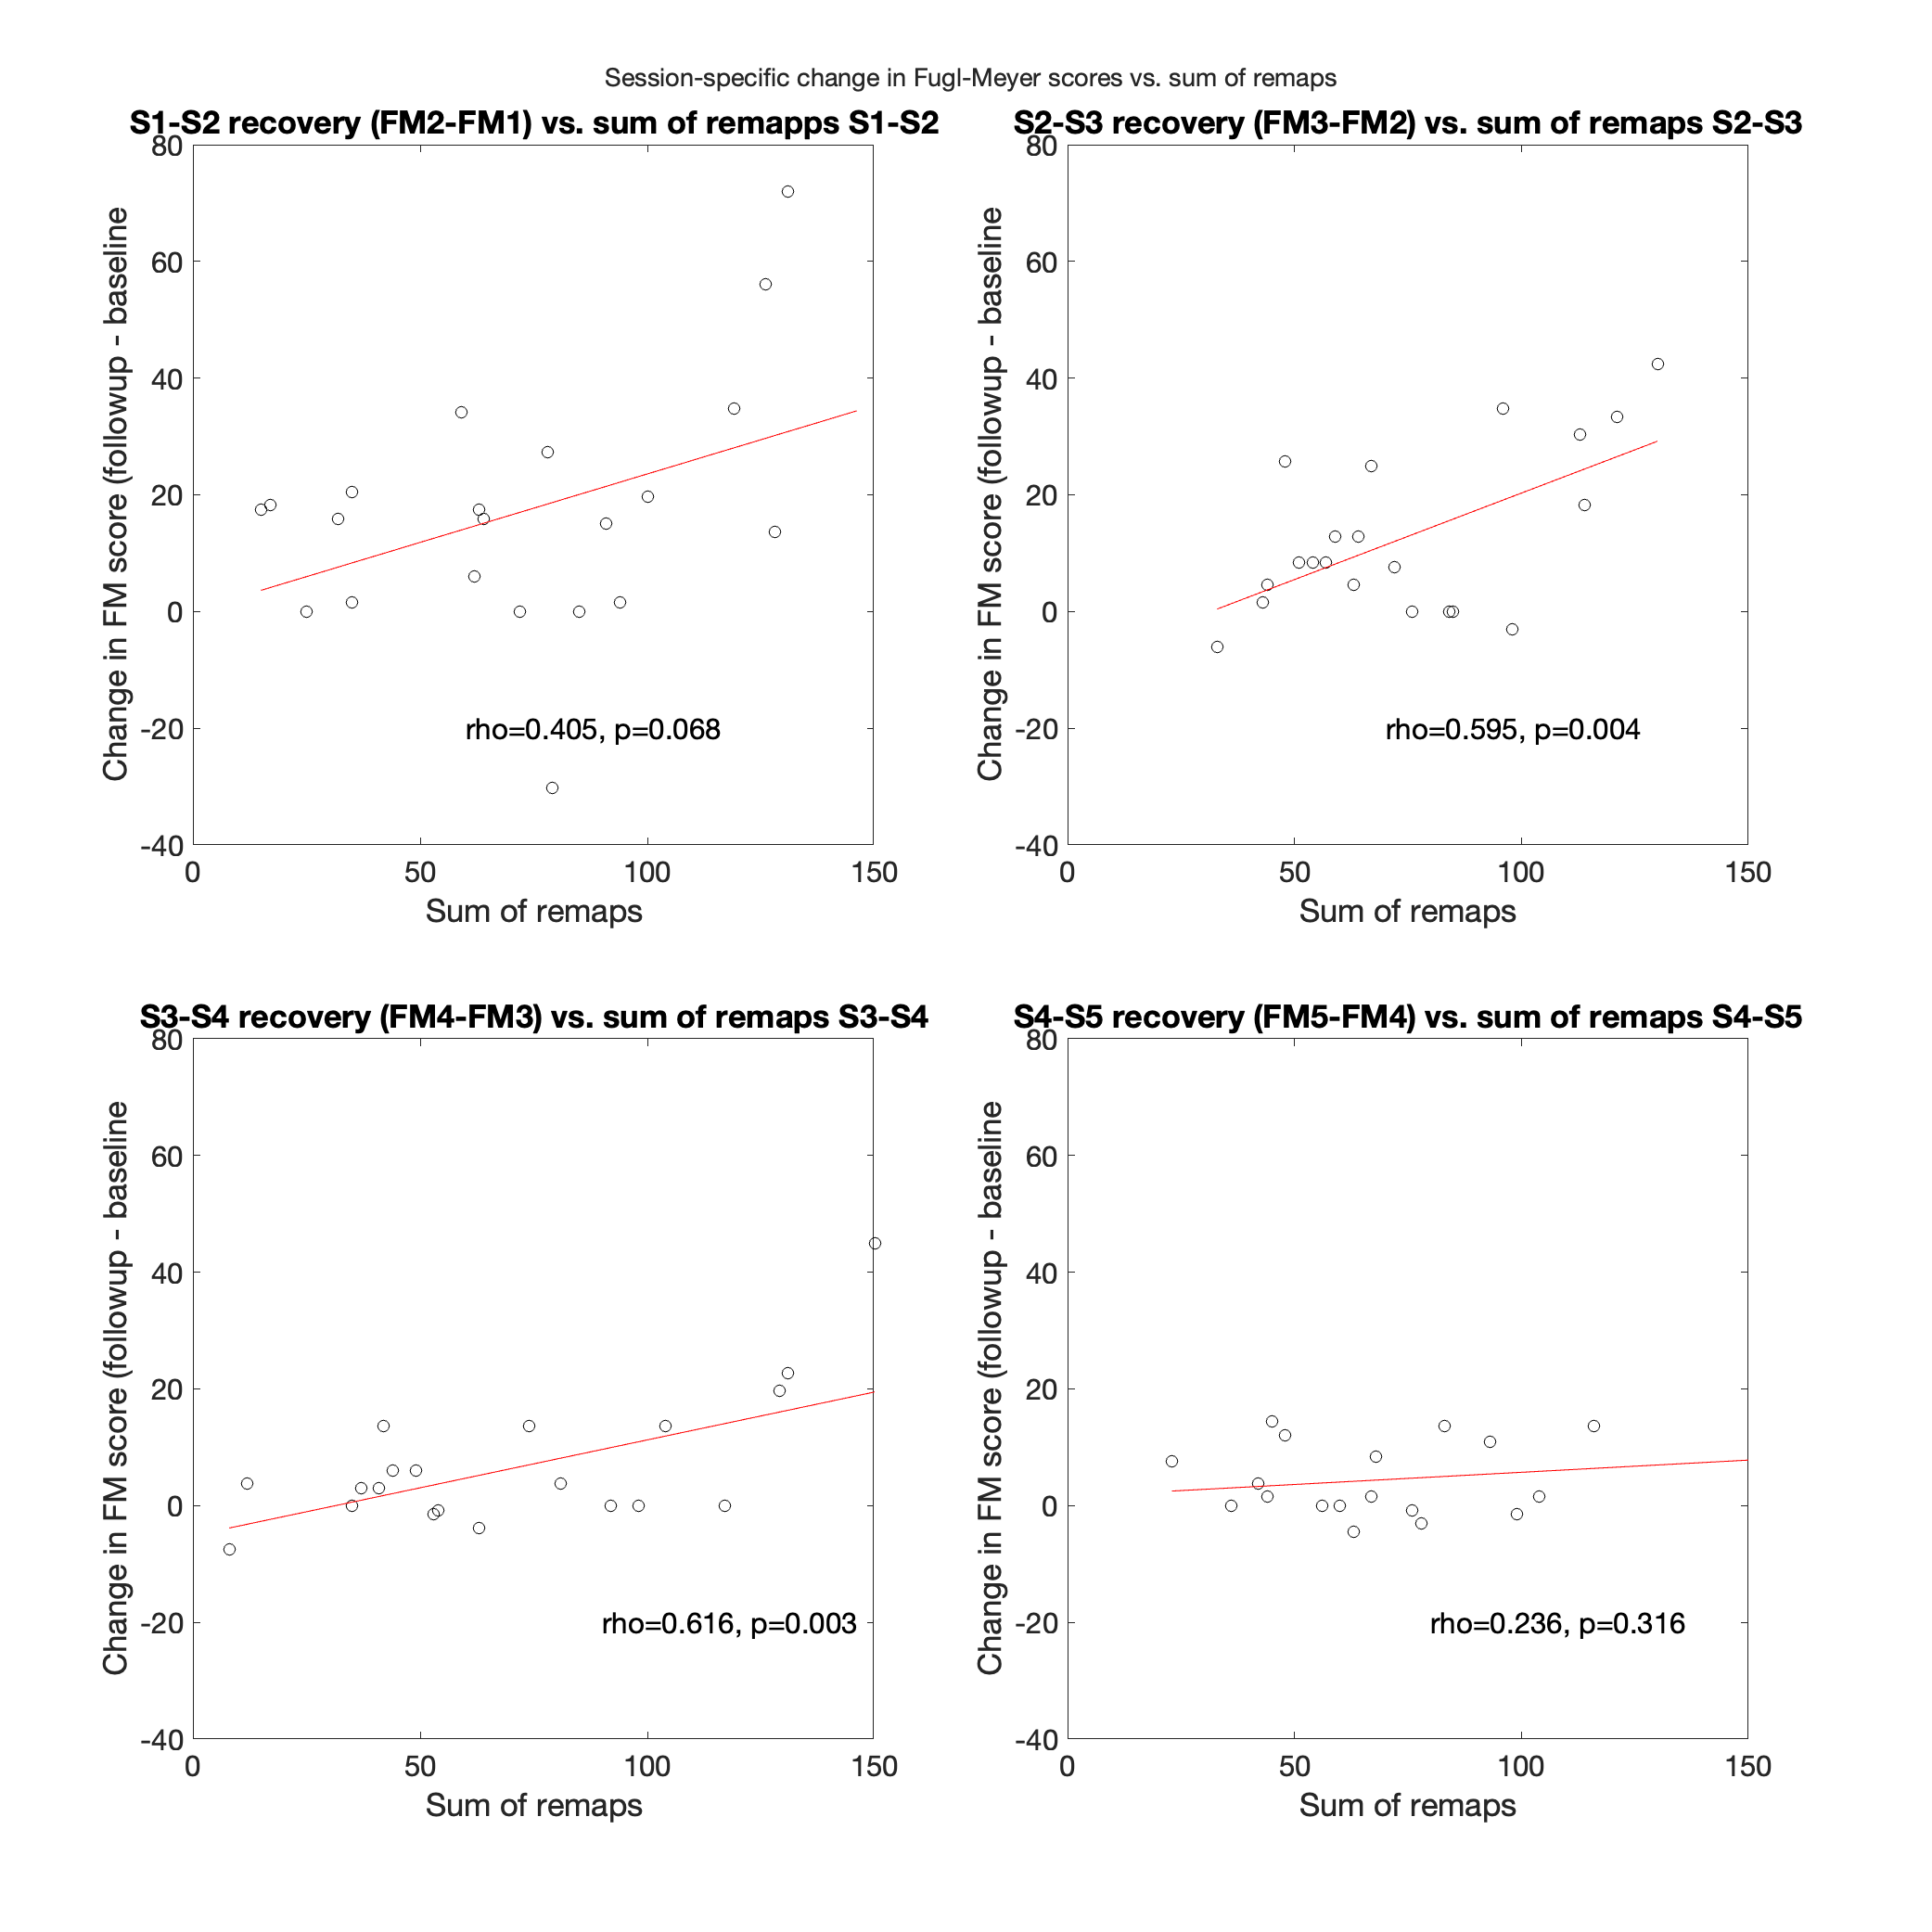 Session-specific change in Fugl-Meyer scores vs. sum of remaps
S1-S2 recovery (FM2-FM1) vs. sum of remapps S1-S2
80
60
40
20
0
-20
-40
0 50 100 150
Change in FM score (followup - baseline
Sum of remaps
rho=0.405, p=0.068
S2-S3 recovery (FM3-FM2) vs. sum of remaps S2-S3
80
60
40
20
0
-20
-40
0 50 100 150
Change in FM score (followup - baseline
Sum of remaps
rho=0.595, p=0.004
S3-S4 recovery (FM4-FM3) vs. sum of remaps S3-S4
80
60
40
20
0
-20
-40
0 50 100 150
Change in FM score (followup - baseline
Sum of remaps
rho=0.616, p=0.003
S4-S5 recovery (FM5-FM4) vs. sum of remaps S4-S5
80
60
40
20
0
-20
-40
0 50 100 150
Change in FM score (followup - baseline
Sum of remaps
rho=0.236, p=0.316